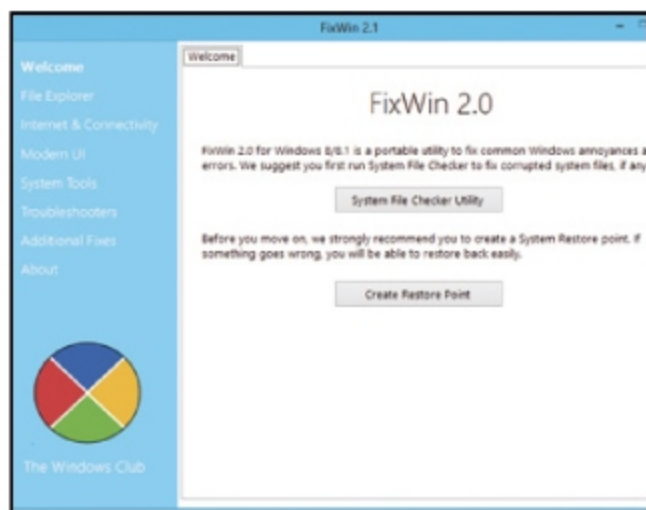 FixWin 2.1
Welcome
File Explorer
Internet & Connectivity
Modern UI
System Tools
Troubleshooters
Additional Fixes
About
The Windows Club
Welcome
FixWin 2.0
FixWin 2.0 for Windows 8/8.1 is a portable utility to fix common Windows annoyances a
errors. We suggest you first run System File Checker to fix corrupted system files, if any
System File Checker Utility
Before you move on, we strongly recommend you to create a System Restore point. If
something goes wrong, you will be able to restore back easily.
Create Restore Point